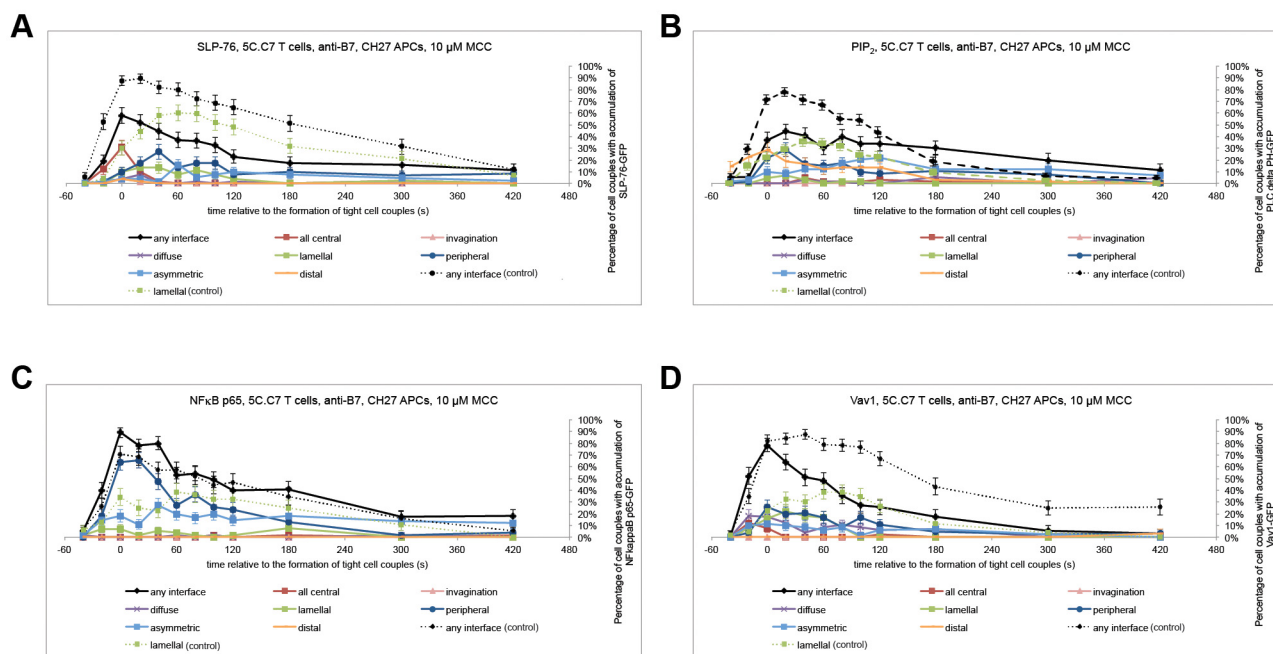 A
SLP-76, 5C.C7 T cells, anti-B7, CH27 APCs, 10 µM MCC
100%
90%
80%
70%
60%
50%
40%
30%
20%
10%
0%
-60 0 60 120 180 240 300 360 420 480
time relative to the formation of tight cell couples (s)
Percentage of cell couples with accumulation of
SLP-76-GFP
any interface all central invagination
diffuse lamellal peripheral
asymmetric distal any interface (control)
lamellal (control)
B
PIP2, 5C.C7 T cells, anti-B7, CH27 APCs, 10 µM MCC
100%
90%
80%
70%
60%
50%
40%
30%
20%
10%
0%
-60 0 60 120 180 240 300 360 420 480
time relative to the formation of tight cell couples (s)
Percentage of cell couples with accumulation of
PLC delta PH-GFP
any interface all central invagination
diffuse lamellal peripheral
asymmetric distal any interface (control)
lamellal (control)
C
NFκB p65, 5C.C7 T cells, anti-B7, CH27 APCs, 10 µM MCC
100%
90%
80%
70%
60%
50%
40%
30%
20%
10%
0%
-60 0 60 120 180 240 300 360 420 480
time relative to the formation of tight cell couples (s)
Percentage of cell couples with accumulation of
NFkappaB p65-GFP
any interface all central invagination
diffuse lamellal peripheral
asymmetric distal any interface (control)
lamellal (control)
D
Vav1, 5C.C7 T cells, anti-B7, CH27 APCs, 10 µM MCC
100%
90%
80%
70%
60%
50%
40%
30%
20%
10%
0%
-60 0 60 120 180 240 300 360 420 480
time relative to the formation of tight cell couples (s)
Percentage of cell couples with accumulation of
Vav1-GFP
any interface all central invagination
diffuse lamellal peripheral
asymmetric distal any interface (control)
lamellal (control)